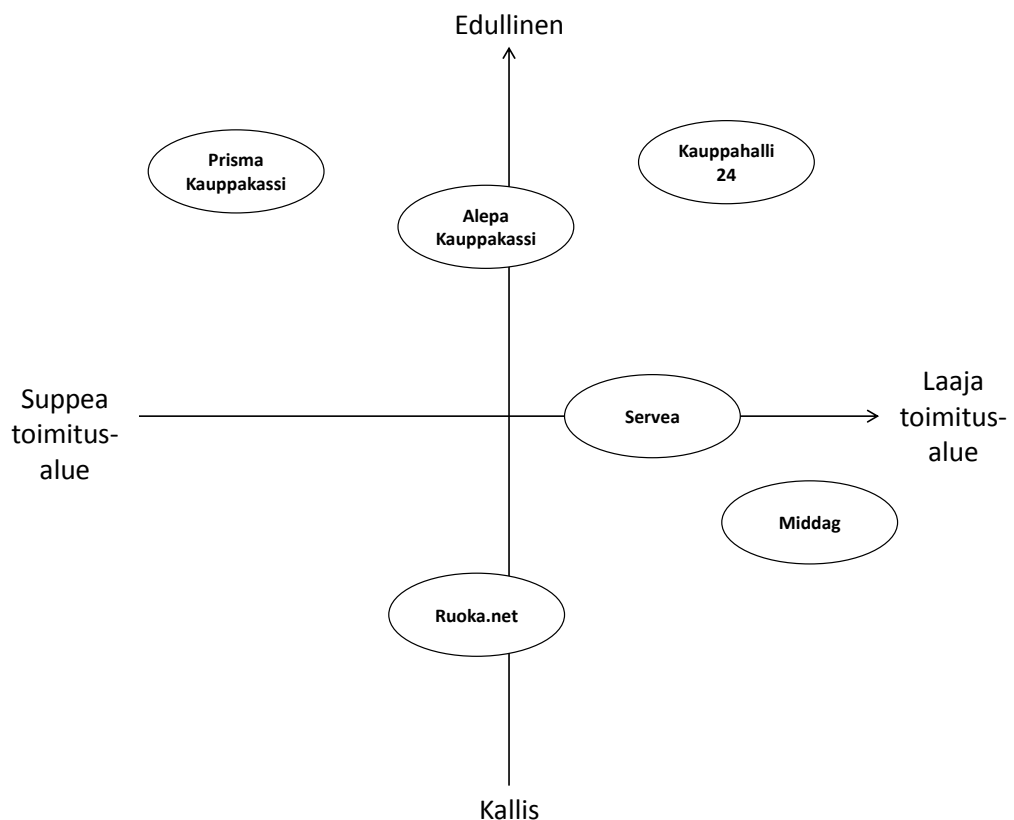 Edullinen
Prisma
Kauppakassi
Kauppahalli
24
Alepa
Kauppakassi
Suppea
toimitus-
alue
Servea
Laaja
toimitus-
alue
Middag
Ruoka.net
Kallis